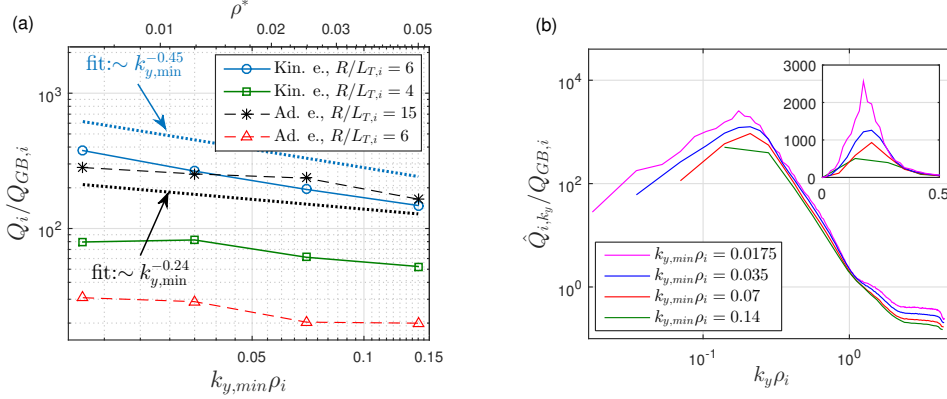 (a)
ρ*
0.01 0.02 0.03 0.04 0.05
fit:∼ k_{y,min}^{-0.45}
Kin. e., R/L_{T,i} = 6
Kin. e., R/L_{T,i} = 4
Ad. e., R/L_{T,i} = 15
Ad. e., R/L_{T,i} = 6
10^3
10^2
Q_i/Q_{GB,i}
fit:∼ k_{y,min}^{-0.24}
0.05 0.1 0.15
k_{y,min}ρ_i
(b)
10^4
10^2
10^0
Q̂_{i,k_y}/Q_{GB,i}
3000
2000
1000
0
0 0.5
k_{y,min}ρ_i = 0.0175
k_{y,min}ρ_i = 0.035
k_{y,min}ρ_i = 0.07
k_{y,min}ρ_i = 0.14
10^{-1} 10^0
k_yρ_i